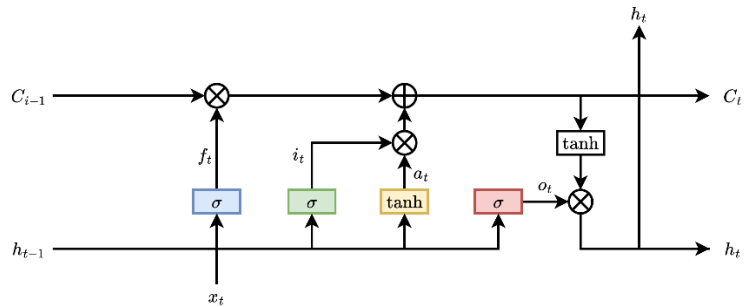 h_t
C_{i-1}
C_t
f_t
i_t
a_t
tanh
o_t
σ
σ
tanh
σ
h_{t-1}
h_t
x_t